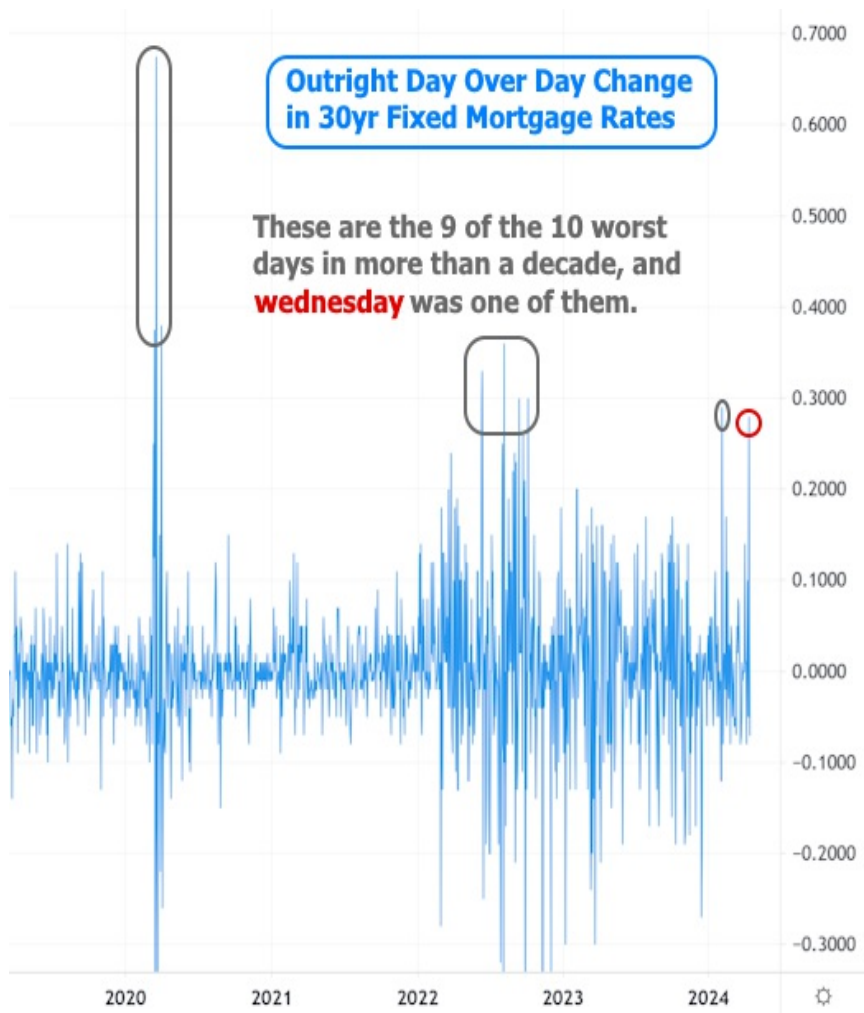 0.7000
Outright Day Over Day Change
in 30yr Fixed Mortgage Rates
0.6000
These are the 9 of the 10 worst
0.5000
days in more than a decade, and
wednesday was one of them.
0.4000
0.3000
0.2000
0.1000
0.0000
-0.1000
-0.2000
-0.3000
2020 2021 2022 2023 2024